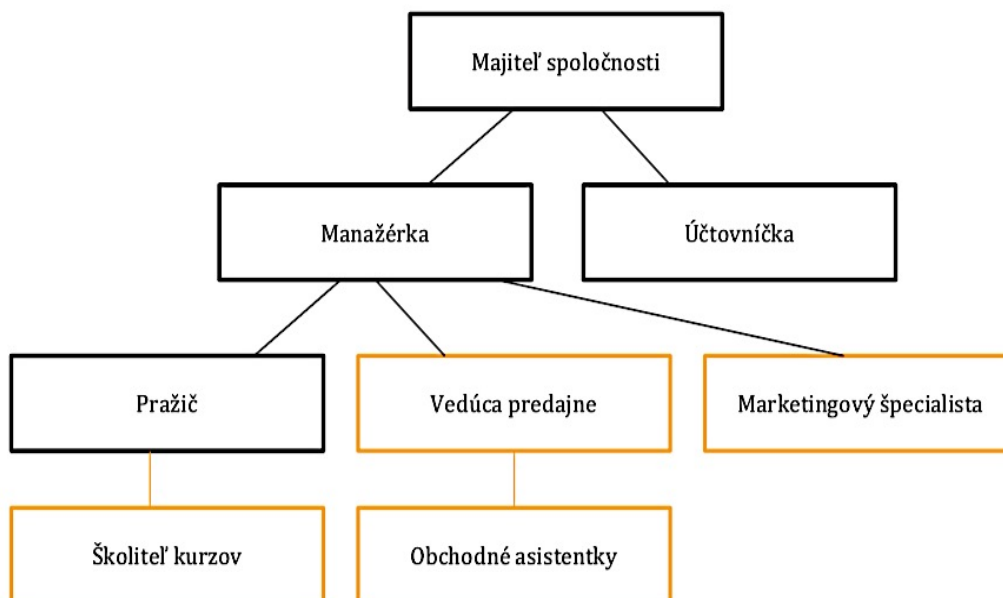 Majiteľ spoločnosti
Manažérka
Účtovníčka
Pražič
Vedúca predajne
Marketingový špecialista
Školiteľ kurzov
Obchodné asistentky